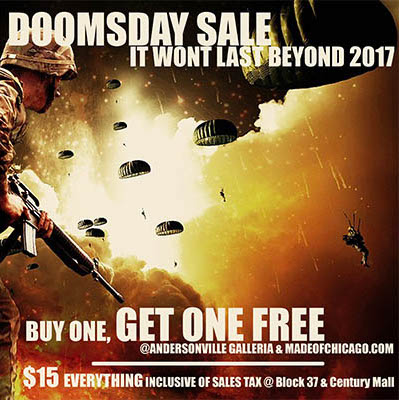 DOOMSDAY SALE
IT WONT LAST BEYOND 2017
BUY ONE, GET ONE FREE
@ANDERSONVILLE GALLERIA & MADEOFCHICAGO.COM
$15 EVERYTHING INCLUSIVE OF SALES TAX @ Block 37 & Century Mall